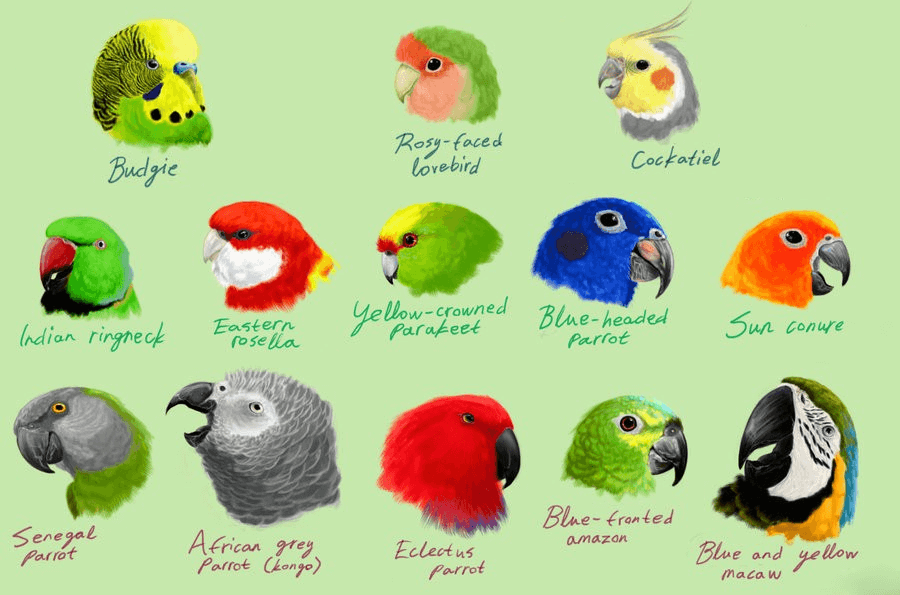 Budgie
Rosy-faced
lovebird
Cockatiel
Indian ringneck
Eastern
rosella
Yellow-crowned
parakeet
Blue-headed
parrot
Sun conure
Senegal
parrot
African grey
parrot (kongo)
Eclectus
parrot
Blue-fronted
amazon
Blue and yellow
macaw